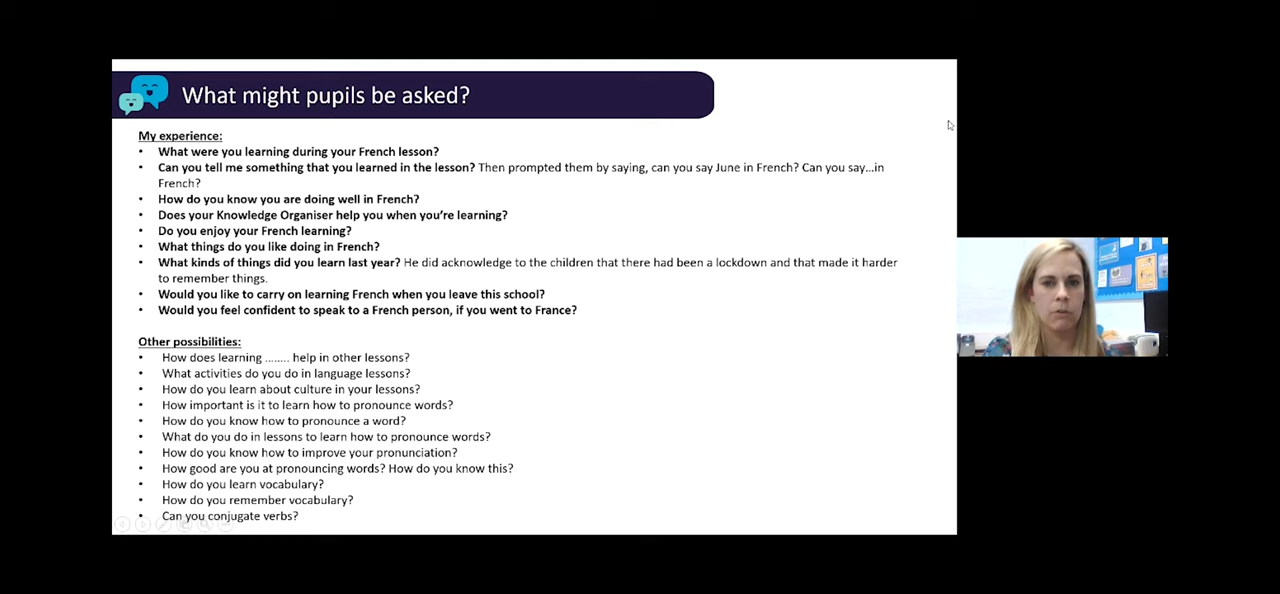 What might pupils be asked?
My experience:
• What were you learning during your French lesson?
• Can you tell me something that you learned in the lesson? Then prompted them by saying, can you say June in French? Can you say...in
French?
• How do you know you are doing well in French?
• Does your Knowledge Organiser help you when you're learning?
• Do you enjoy your French learning?
• What things do you like doing in French?
• What kinds of things did you learn last year? He did acknowledge to the children that there had been a lockdown and that made it harder
to remember things.
• Would you like to carry on learning French when you leave this school?
• Would you feel confident to speak to a French person, if you went to France?
Other possibilities:
• How does learning ........ help in other lessons?
• What activities do you do in language lessons?
• How do you learn about culture in your lessons?
• How important is it to learn how to pronounce words?
• How do you know how to pronounce a word?
• What do you do in lessons to learn how to pronounce words?
• How do you know how to improve your pronunciation?
• How good are you at pronouncing words? How do you know this?
• How do you learn vocabulary?
• How do you remember vocabulary?
• Can you conjugate verbs?